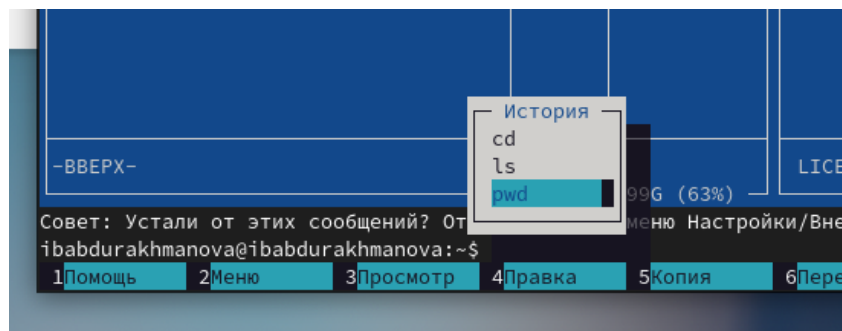 История
cd
ls
pwd
-ВВЕРХ-
LICE
99G (63%)
Совет: Устали от этих сообщений? От меню Настройки/Вне
ibabdurakhmanova@ibabdurakhmanova:~$
1Помощь 2Меню 3Просмотр 4Правка 5Копия 6Пере